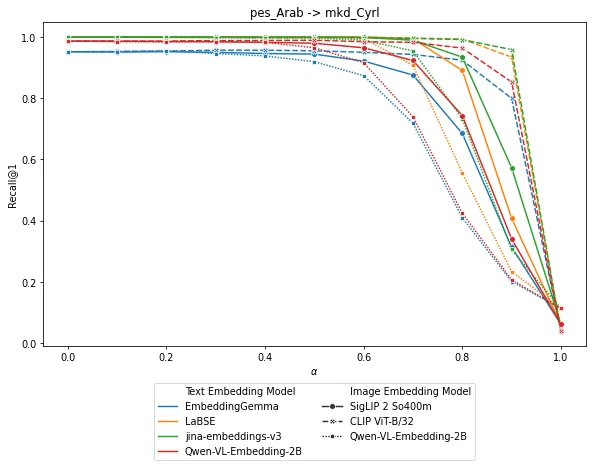 pes_Arab -> mkd_Cyrl
Recall@1
1.0
0.8
0.6
0.4
0.2
0.0
0.0 0.2 0.4 0.6 0.8 1.0
α
Text Embedding Model
EmbeddingGemma
LaBSE
jina-embeddings-v3
Qwen-VL-Embedding-2B
Image Embedding Model
SigLIP 2 So400m
CLIP ViT-B/32
Qwen-VL-Embedding-2B